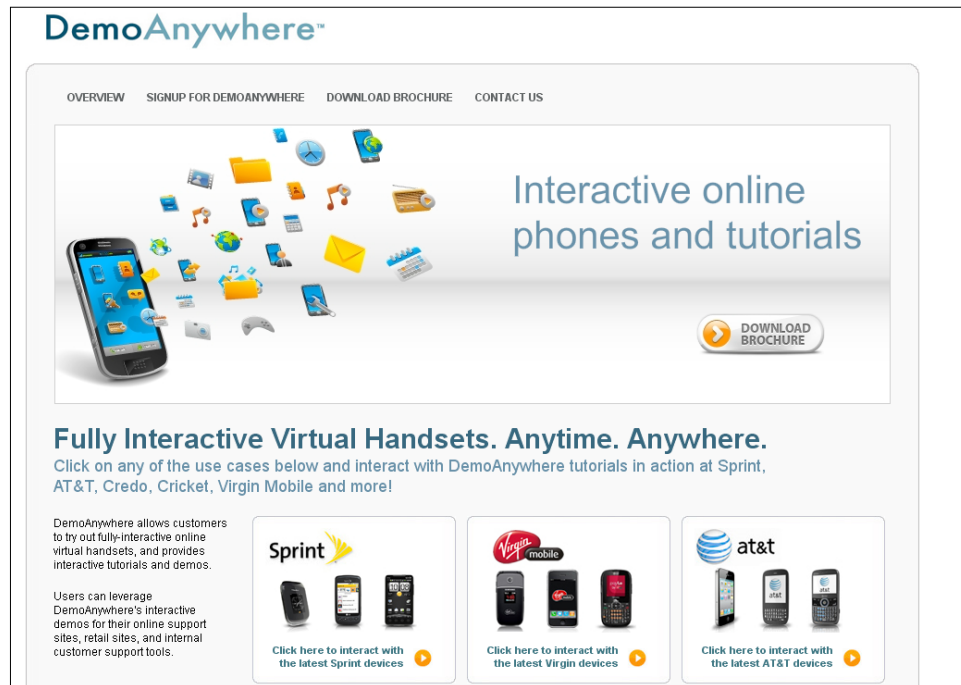 DemoAnywhere™
OVERVIEW
SIGNUP FOR DEMOANYWHERE
DOWNLOAD BROCHURE
CONTACT US
Interactive online
phones and tutorials
DOWNLOAD
BROCHURE
Fully Interactive Virtual Handsets. Anytime. Anywhere.
Click on any of the use cases below and interact with DemoAnywhere tutorials in action at Sprint,
AT&T, Credo, Cricket, Virgin Mobile and more!
DemoAnywhere allows customers
to try out fully-interactive online
virtual handsets, and provides
interactive tutorials and demos.
Users can leverage
DemoAnywhere's interactive
demos for their online support
sites, retail sites, and internal
customer support tools.
Sprint
Click here to interact with
the latest Sprint devices
Virgin
mobile
Click here to interact with
the latest Virgin devices
at&t
at&t
at&t
Click here to interact with
the latest AT&T devices